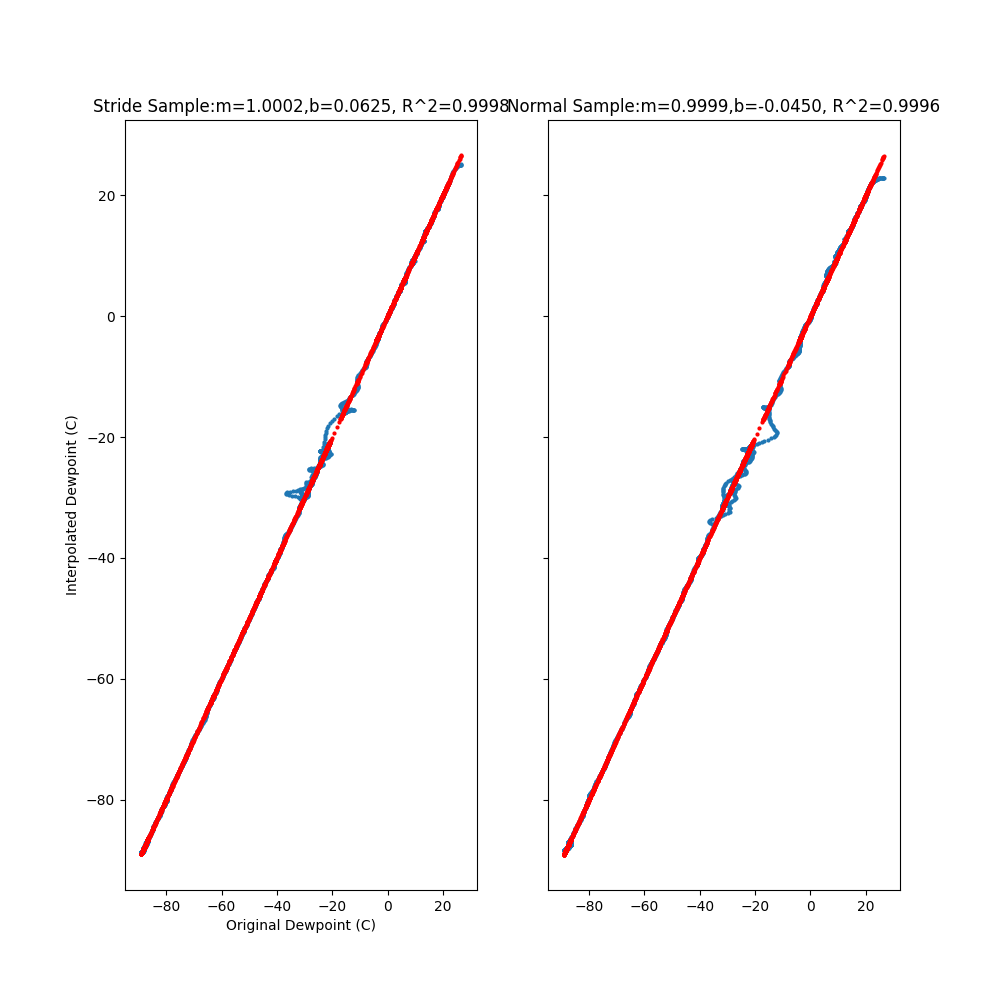 Stride Sample:m=1.0002,b=0.0625, R^2=0.9998
Normal Sample:m=0.9999,b=-0.0450, R^2=0.9996
20
0
−20
−40
−60
−80
Interpolated Dewpoint (C)
−80 −60 −40 −20 0 20
−80 −60 −40 −20 0 20
Original Dewpoint (C)